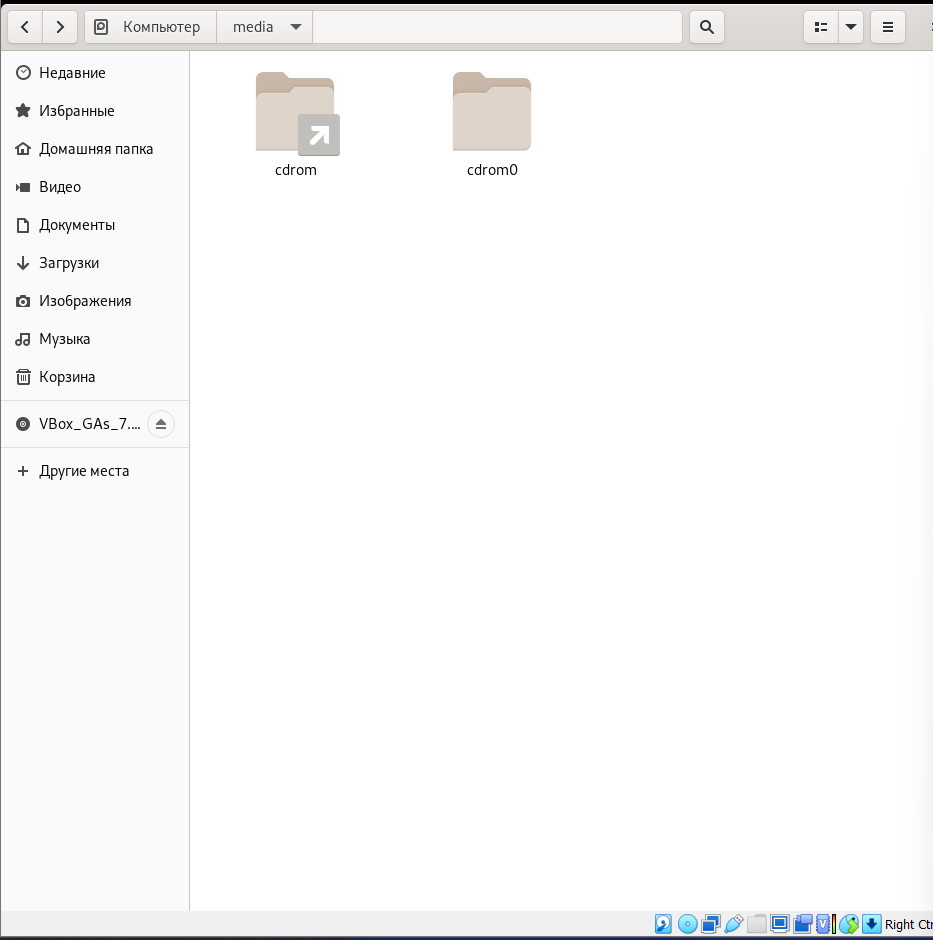 Компьютер
media
Недавние
Избранные
Домашняя папка
Видео
Документы
Загрузки
Изображения
Музыка
Корзина
VBox_GAs_7....
Другие места
cdrom
cdrom0
Right Ctr